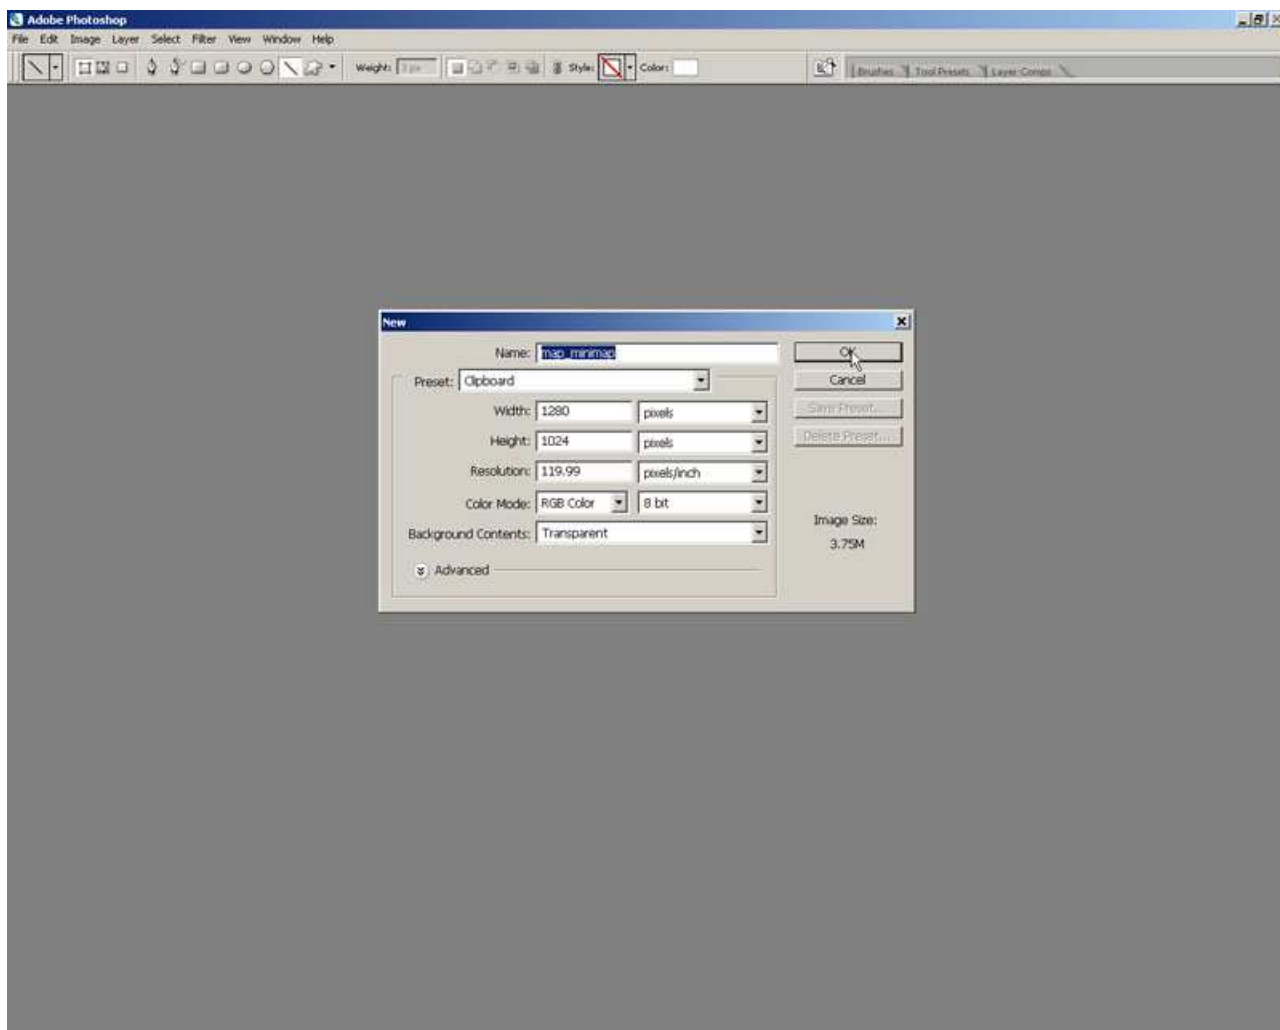 Adobe Photoshop
File Edit Image Layer Select Filter View Window Help
Weight: Style: Color: Brushes Tool Presets Layer Comps
New
Name: map_minimap OK
Preset: Clipboard Cancel
Width: 1280 pixels Save Preset...
Height: 1024 pixels Delete Preset...
Resolution: 119.99 pixels/inch
Color Mode: RGB Color 8 bit
Image Size:
Background Contents: Transparent
3.75M
Advanced